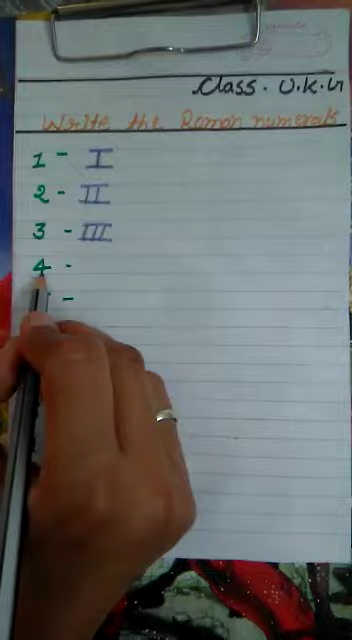 Class. U.K.G
Write the Roman numerals
1 - I
2 - II
3 - III
4 -
-